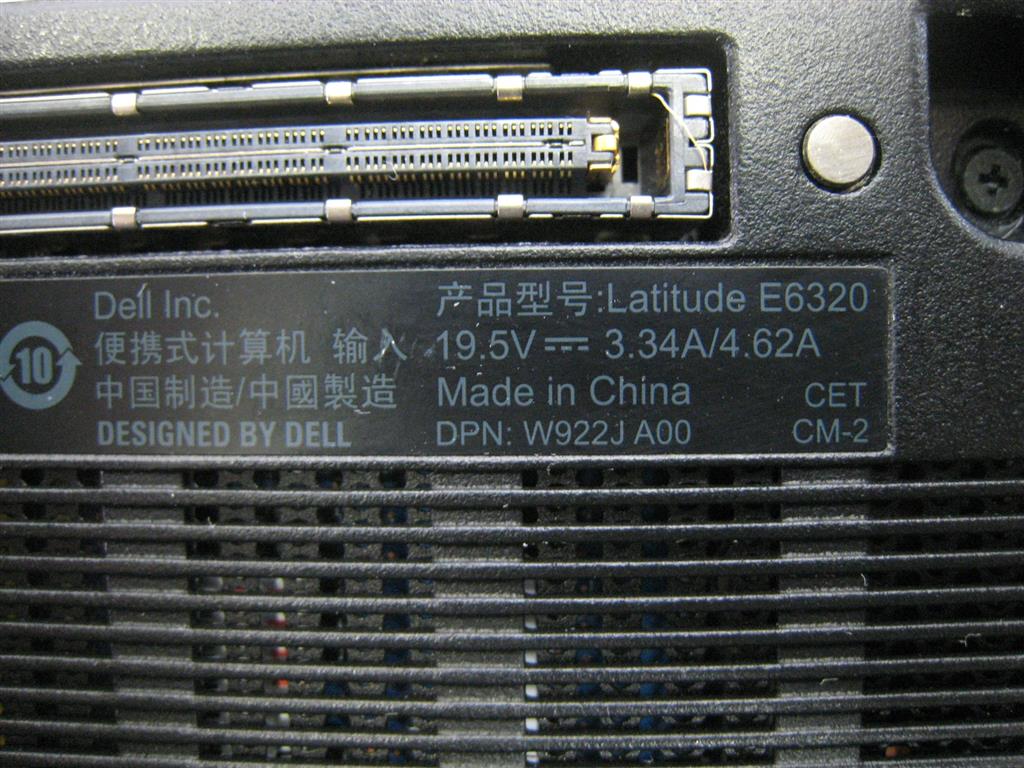 Dell Inc. 产品型号:Latitude E6320
10 便携式计算机 输入 19.5V 3.34A/4.62A
中国制造/中國製造 Made in China CET
DESIGNED BY DELL DPN: W922J A00 CM-2